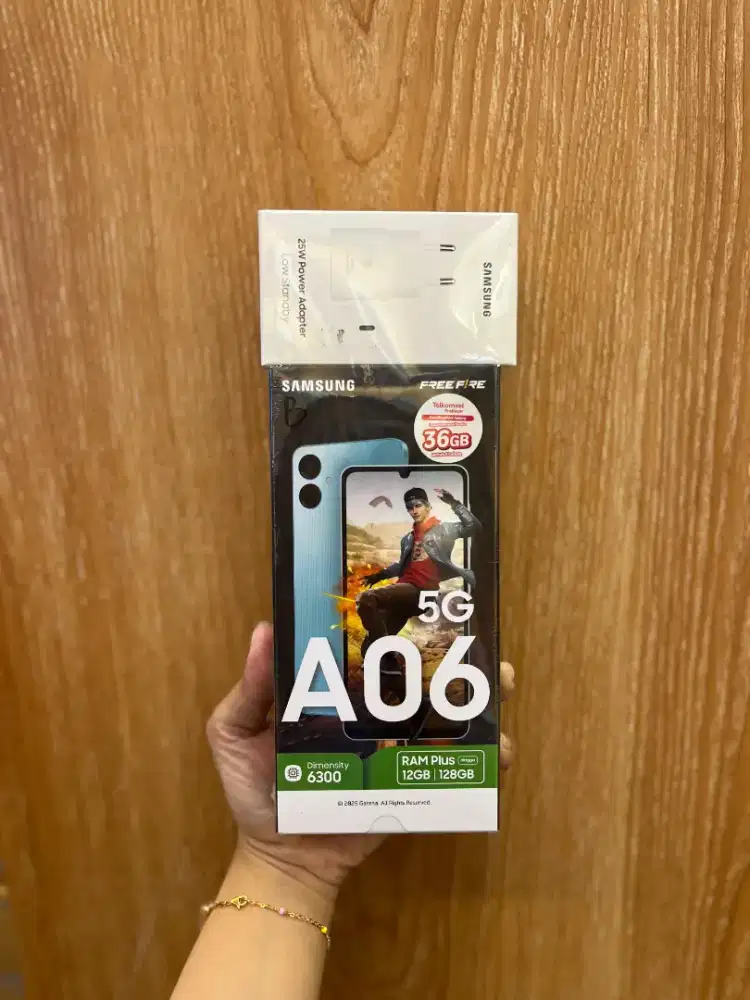 25W Power Adapter
Low Standby
SAMSUNG
SAMSUNG
FREE FIRE
B
Telkomsel
36GB
5G
A06
Dimensity
6300
RAM Plus hingga
12GB | 128GB
© 2025 Garena. All Rights Reserved.